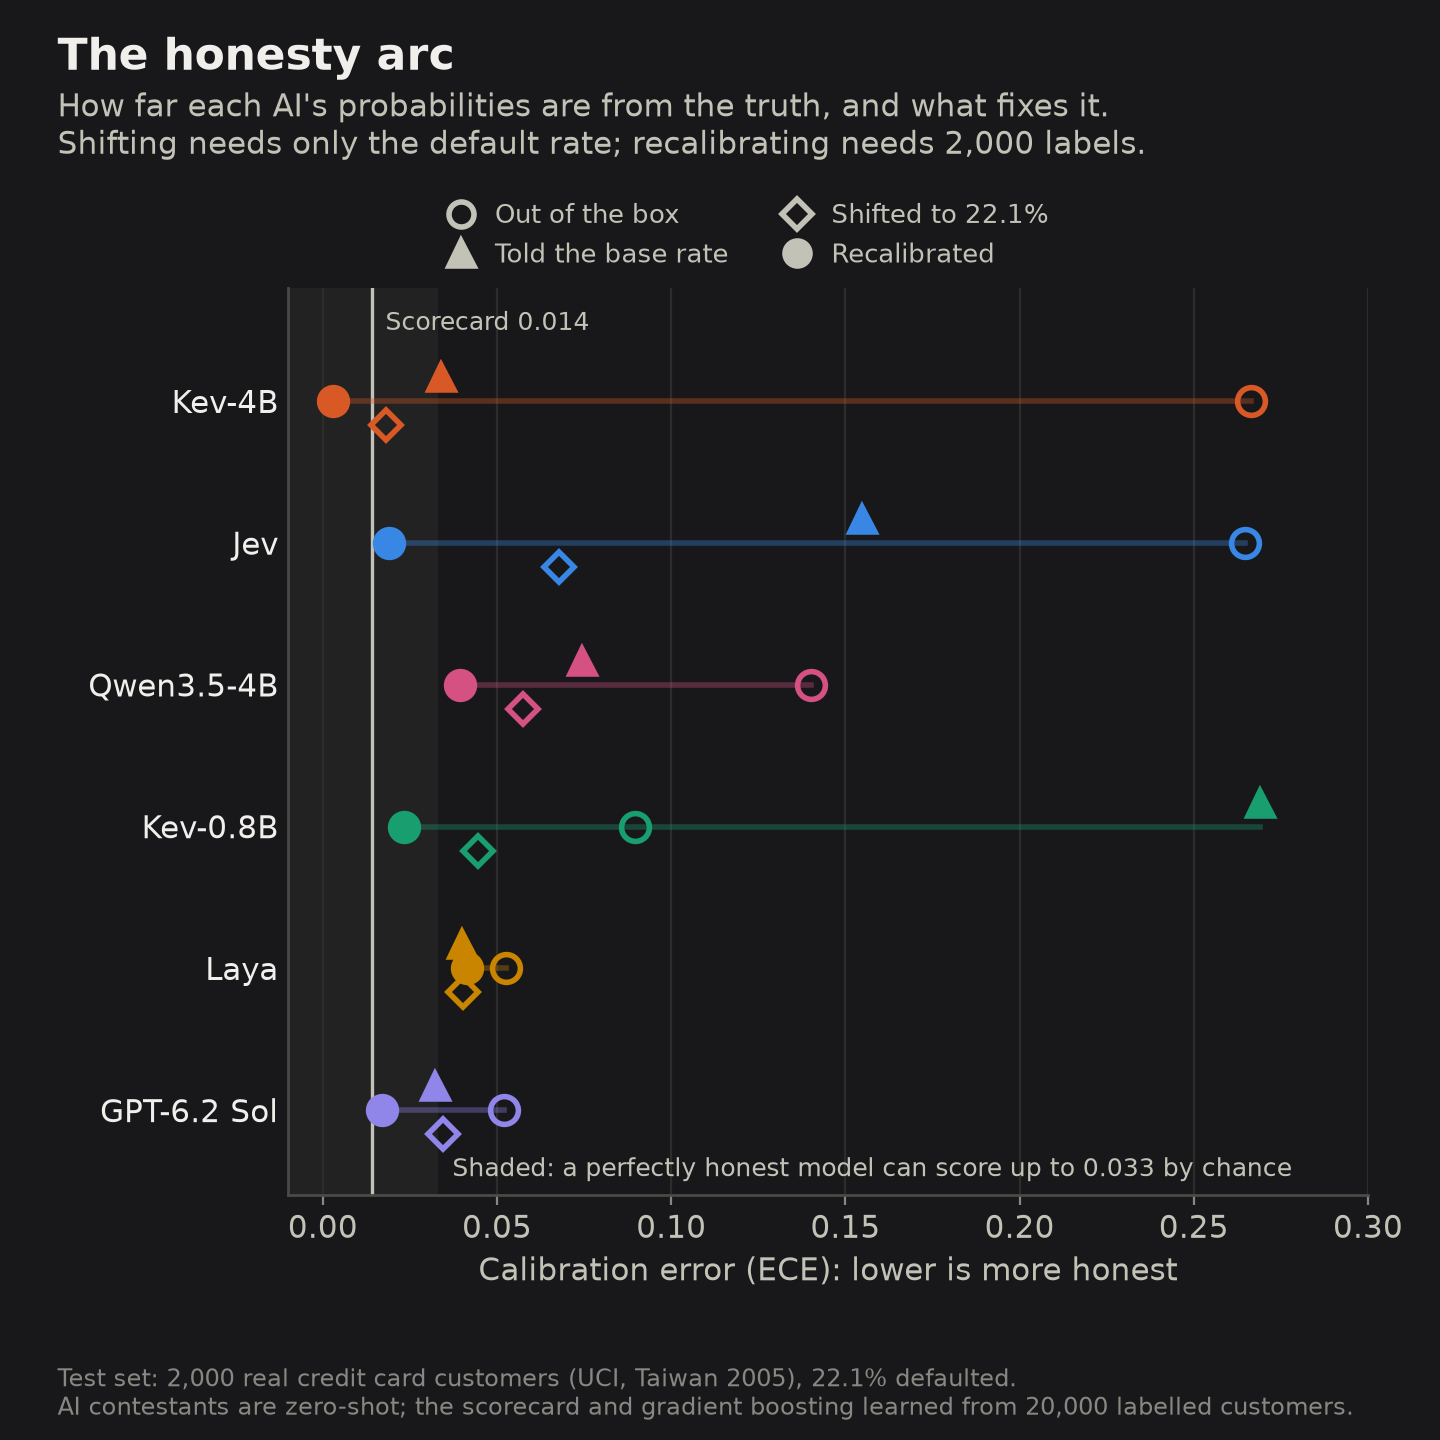 The honesty arc
How far each AI's probabilities are from the truth, and what fixes it.
Shifting needs only the default rate; recalibrating needs 2,000 labels.
Out of the box
Shifted to 22.1%
Told the base rate
Recalibrated
Scorecard 0.014
Kev-4B
Jev
Qwen3.5-4B
Kev-0.8B
Laya
GPT-6.2 Sol
Shaded: a perfectly honest model can score up to 0.033 by chance
0.00 0.05 0.10 0.15 0.20 0.25 0.30
Calibration error (ECE): lower is more honest
Test set: 2,000 real credit card customers (UCI, Taiwan 2005), 22.1% defaulted.
AI contestants are zero-shot; the scorecard and gradient boosting learned from 20,000 labelled customers.